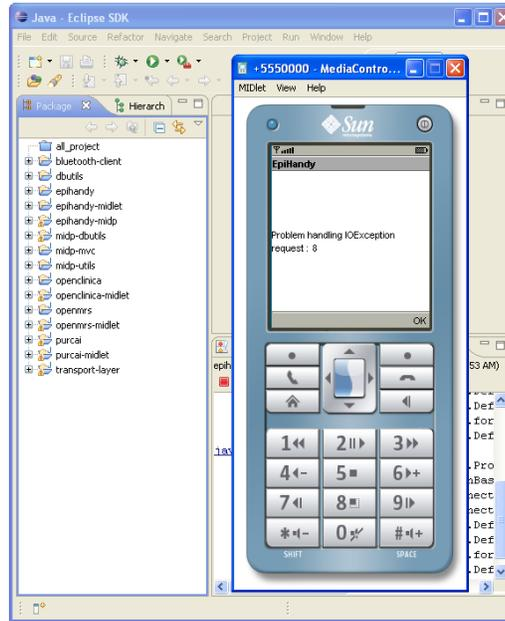 Java - Eclipse SDK
File Edit Source Refactor Navigate Search Project Run Window Help
Package Hierarch
all_project
bluetooth-client
dbutils
epihandy
epihandy-midlet
epihandy-midp
midp-dbutils
midp-mvc
midp-utils
openclinica
openclinica-midlet
openmrs
openmrs-midlet
purcai
purcai-midlet
transport-layer
+5550000 - MediaContro...
MIDlet View Help
Sun
microsystems
EpiHandy
Problem handling IOException
request : 8
OK
1 2 3
4 5 6
7 8 9
* 0 #
SHIFT SPACE
epih
jav
53 AM)
.Def
.for
.Def
.Pro
nBas
nect
nect
.Def
.Def
.for
.Def